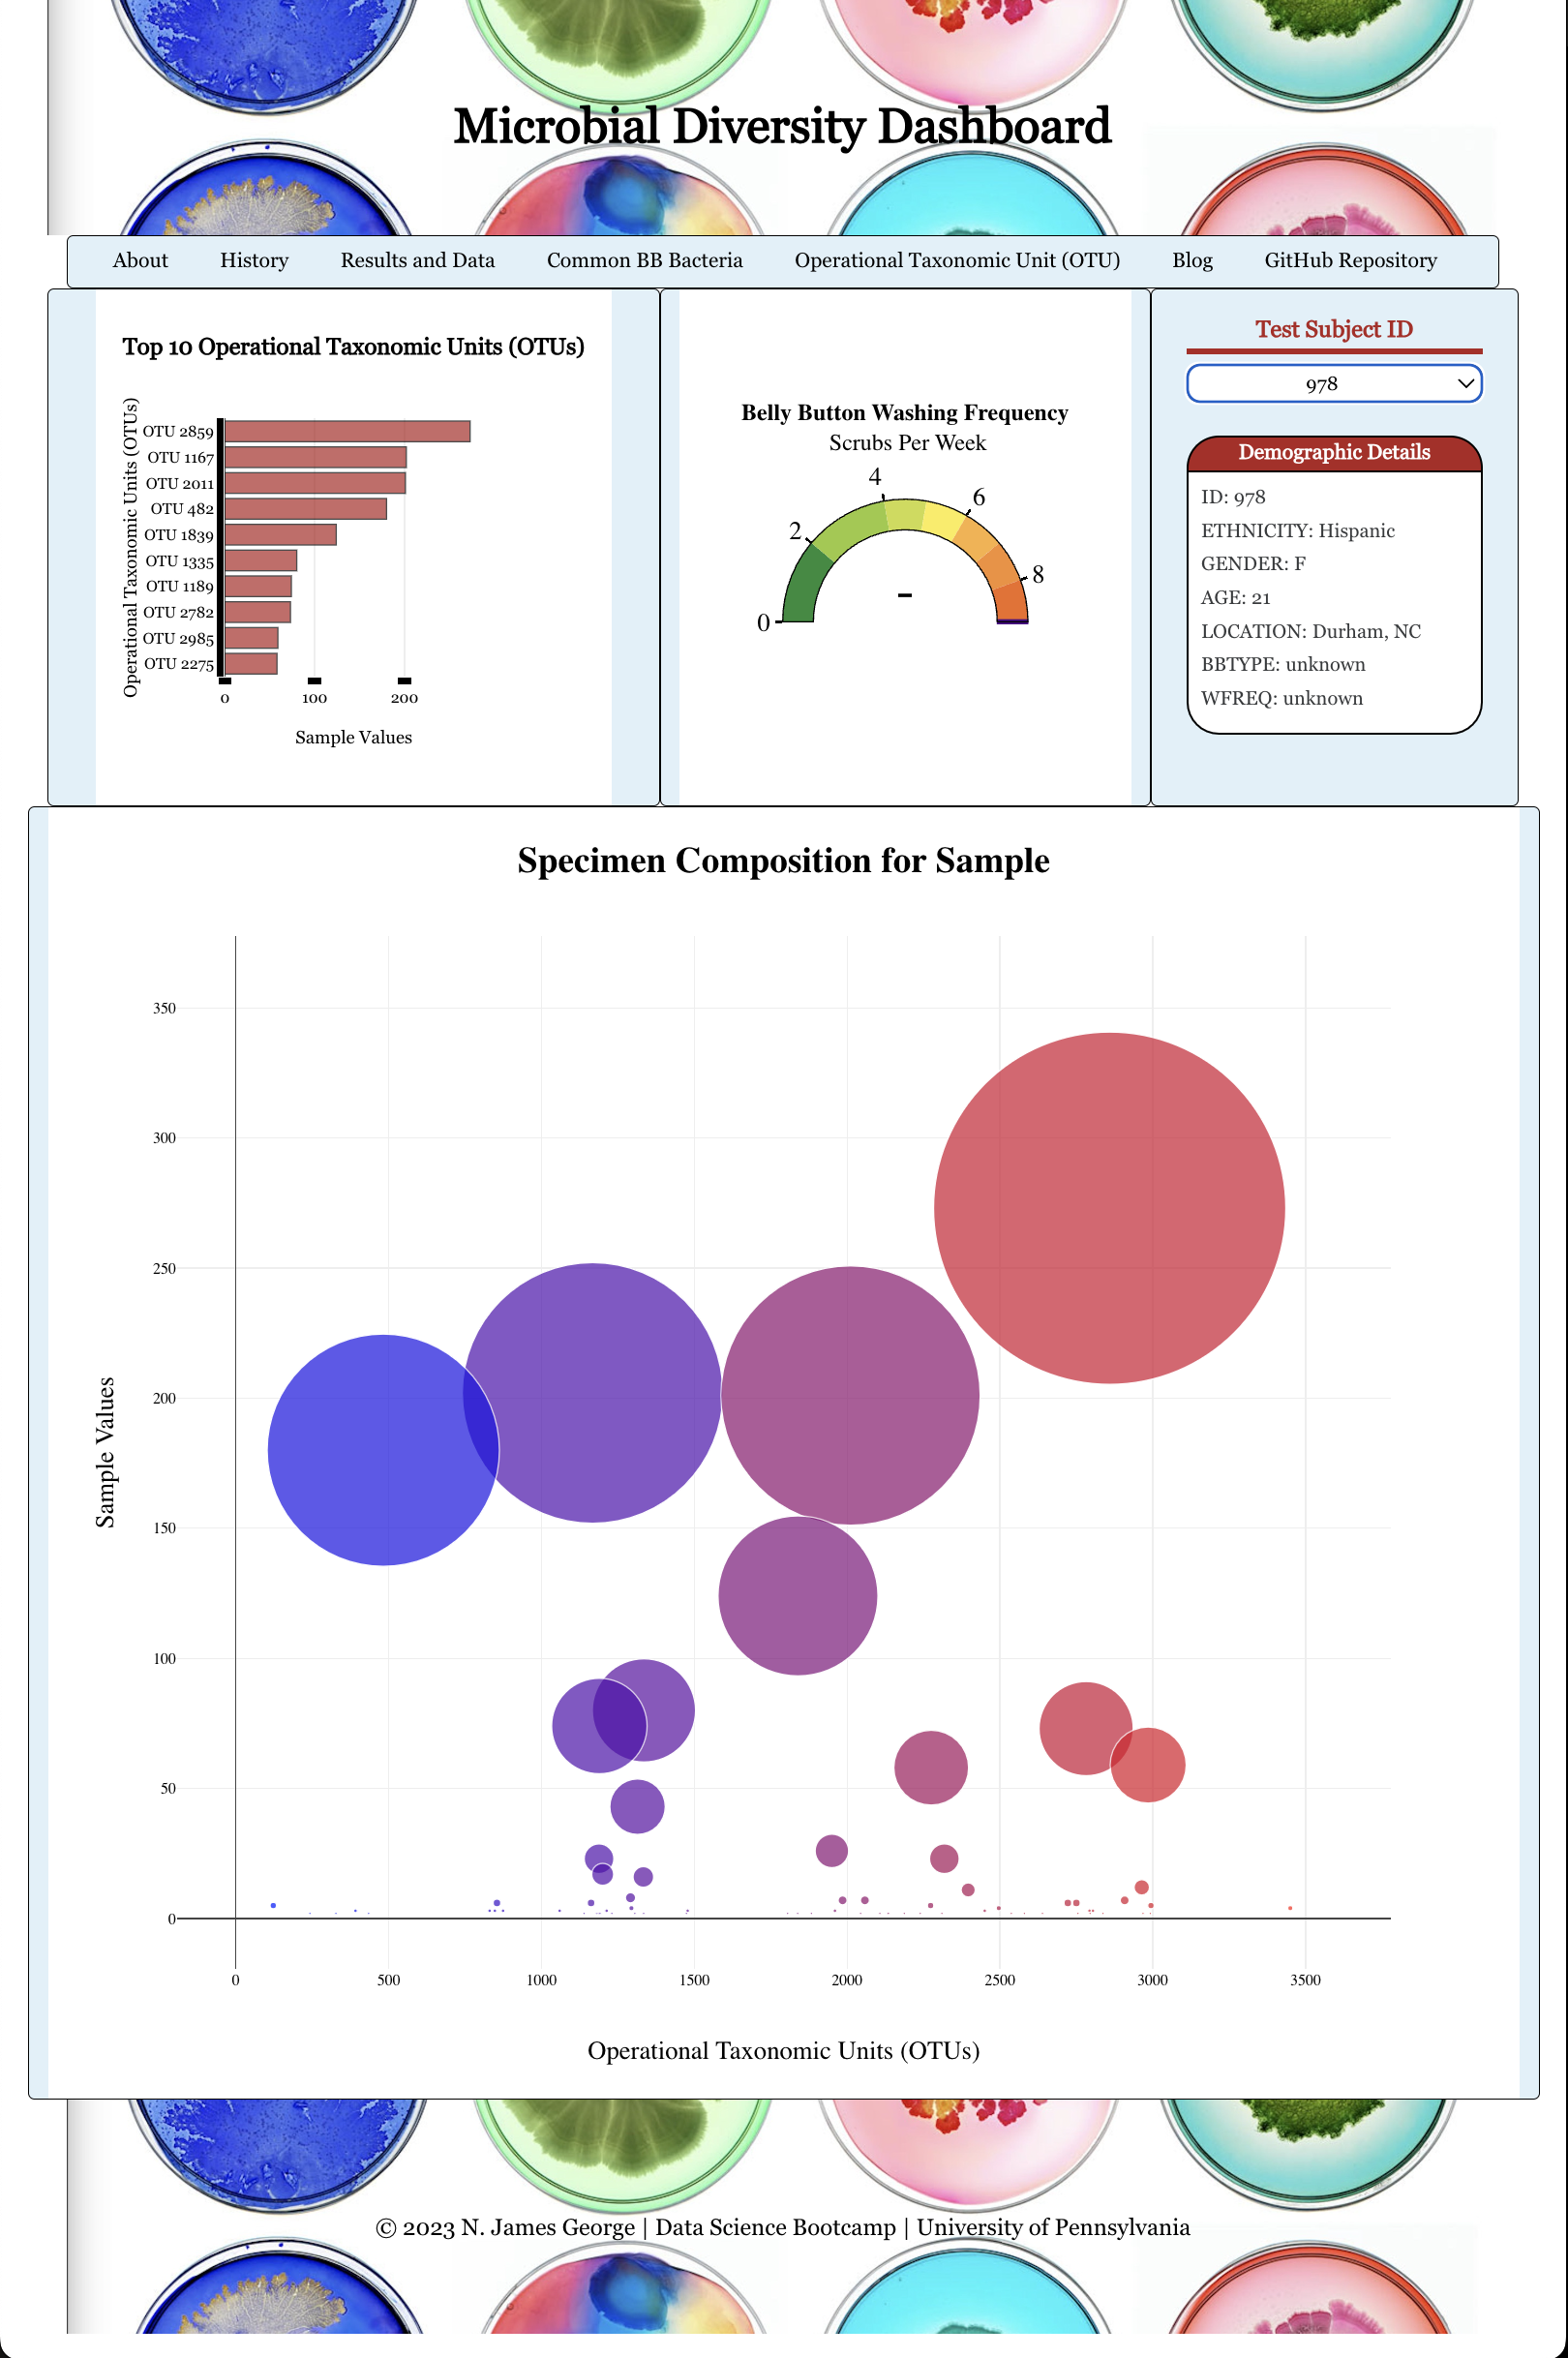 Microbial Diversity Dashboard
About History Results and Data Common BB Bacteria Operational Taxonomic Unit (OTU) Blog GitHub Repository
Top 10 Operational Taxonomic Units (OTUs)
Operational Taxonomic Units (OTUs)
OTU 2859
OTU 1167
OTU 2011
OTU 482
OTU 1839
OTU 1335
OTU 1189
OTU 2782
OTU 2985
OTU 2275
0 100 200
Sample Values
Belly Button Washing Frequency
Scrubs Per Week
0 2 4 6 8
-
Test Subject ID
978
Demographic Details
ID: 978
ETHNICITY: Hispanic
GENDER: F
AGE: 21
LOCATION: Durham, NC
BBTYPE: unknown
WFREQ: unknown
Specimen Composition for Sample
Sample Values
350
300
250
200
150
100
50
0
0 500 1000 1500 2000 2500 3000 3500
Operational Taxonomic Units (OTUs)
© 2023 N. James George | Data Science Bootcamp | University of Pennsylvania